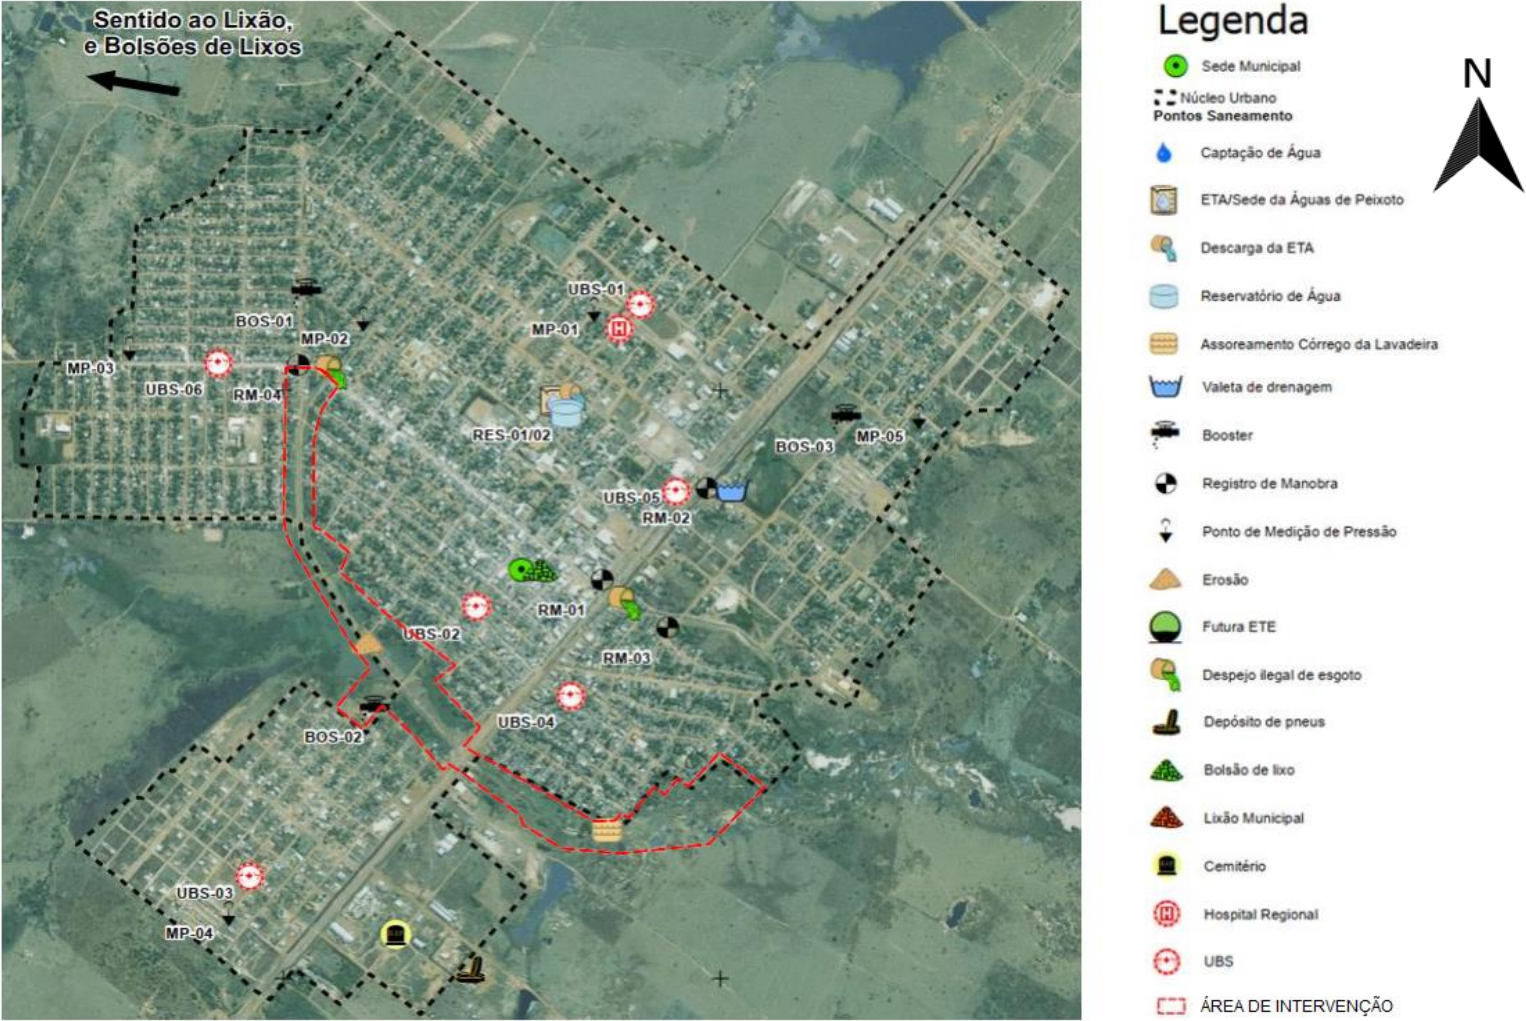 Sentido ao Lixão,
e Bolsões de Lixos
UBS-01
BOS-01
MP-02
MP-01
MP-03
UBS-06
RM-04
RES-01/02
BOS-03
MP-05
UBS-05
RM-02
RM-01
UBS-02
RM-03
UBS-04
BOS-02
UBS-03
MP-04
Legenda
N
Sede Municipal
Núcleo Urbano
Pontos Saneamento
Captação de Água
ETA/Sede da Águas de Peixoto
Descarga da ETA
Reservatório de Água
Assoreamento Córrego da Lavadeira
Valeta de drenagem
Booster
Registro de Manobra
Ponto de Medição de Pressão
Erosão
Futura ETE
Despejo ilegal de esgoto
Depósito de pneus
Bolsão de lixo
Lixão Municipal
Cemitério
H
Hospital Regional
UBS
ÁREA DE INTERVENÇÃO